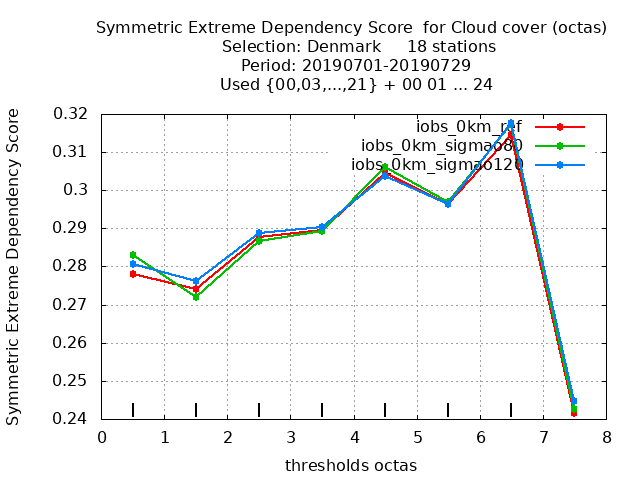 Symmetric Extreme Dependency Score  for Cloud cover (octas)
Selection: Denmark     18 stations
Period: 20190701-20190729
Used {00,03,...,21} + 00 01 ... 24
Symmetric Extreme Dependency Score
0.32
0.31
0.3
0.29
0.28
0.27
0.26
0.25
0.24
iobs_0km_ref
iobs_0km_sigmao80
iobs_0km_sigmao120
0 1 2 3 4 5 6 7 8
thresholds octas